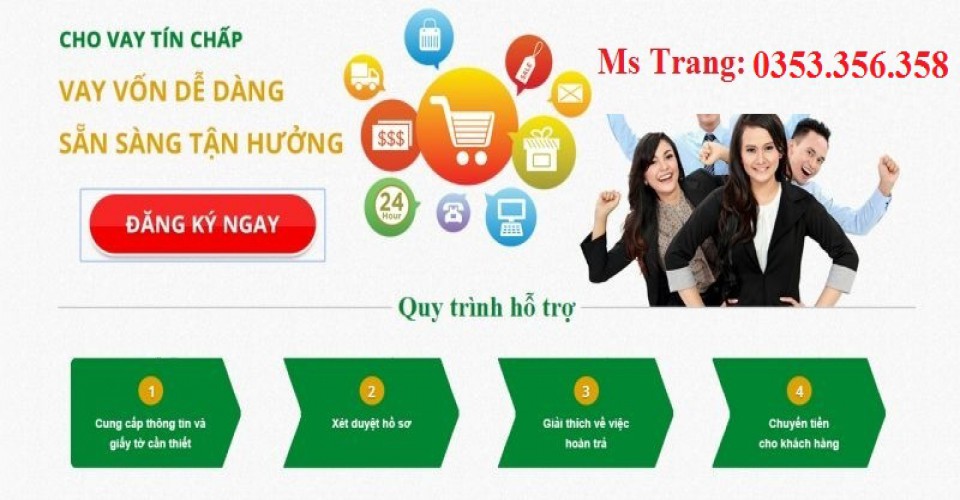 CHO VAY TÍN CHẤP
VAY VỐN DỄ DÀNG
SẴN SÀNG TẬN HƯỞNG
ĐĂNG KÝ NGAY
SALE
$$$
24
Hour
Ms Trang: 0353.356.358
Quy trình hỗ trợ
1
Cung cấp thông tin và
giấy tờ cần thiết
2
Xét duyệt hồ sơ
3
Giải thích về việc
hoàn trả
4
Chuyển tiền
cho khách hàng